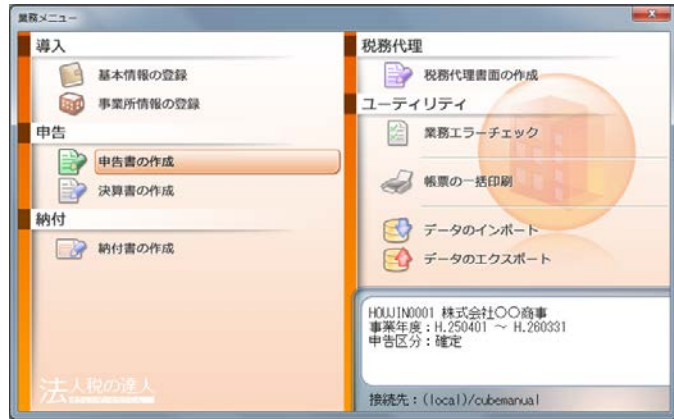 業務メニュー
導入
基本情報の登録
事業所情報の登録
申告
申告書の作成
決算書の作成
納付
納付書の作成
法人税の達人
税務代理
税務代理書面の作成
ユーティリティ
業務エラーチェック
帳票の一括印刷
データのインポート
データのエクスポート
HOUJIN0001 株式会社〇〇商事
事業年度:H.250401 ～ H.260331
申告区分:確定
接続先:(local)/cubemanual